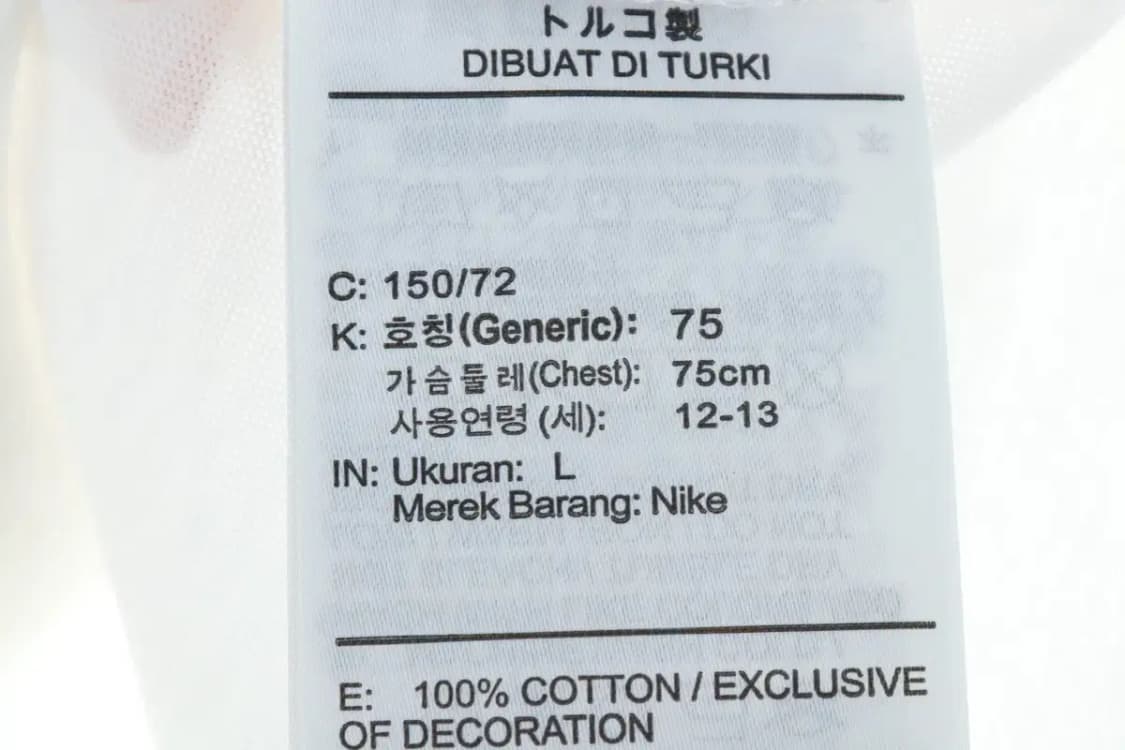 トルコ製
DIBUAT DI TURKI
C: 150/72
K: 호칭(Generic): 75
가슴둘레(Chest): 75cm
사용연령 (세): 12-13
IN: Ukuran: L
Merek Barang: Nike
E: 100% COTTON / EXCLUSIVE
OF DECORATION